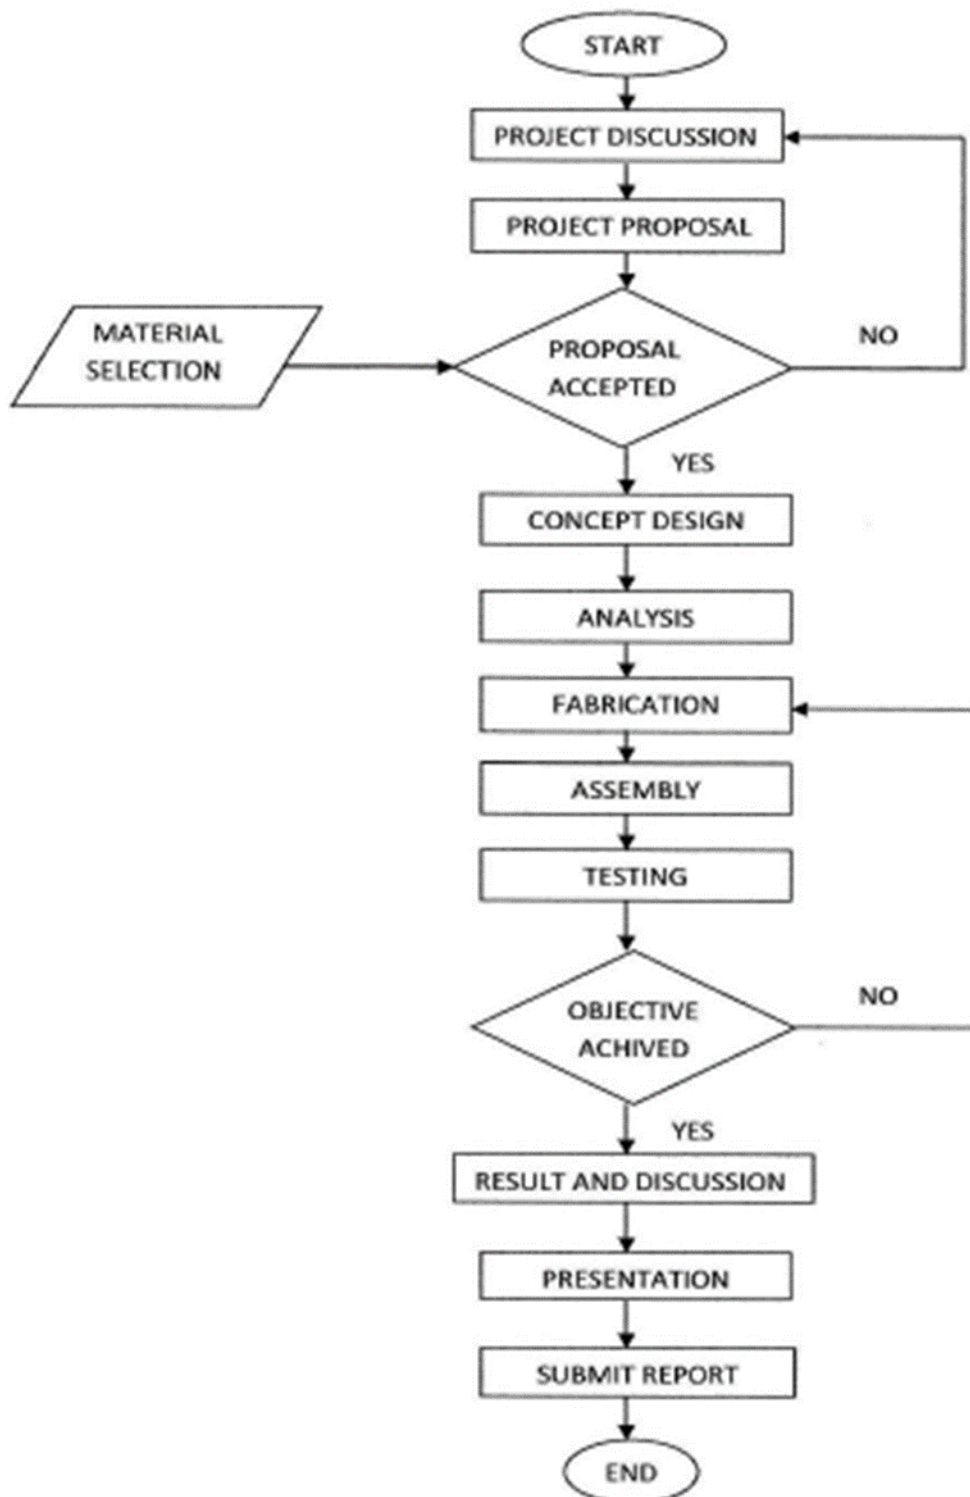 START
PROJECT DISCUSSION
PROJECT PROPOSAL
MATERIAL
SELECTION
PROPOSAL
ACCEPTED
NO
YES
CONCEPT DESIGN
ANALYSIS
FABRICATION
ASSEMBLY
TESTING
OBJECTIVE
ACHIVED
NO
YES
RESULT AND DISCUSSION
PRESENTATION
SUBMIT REPORT
END